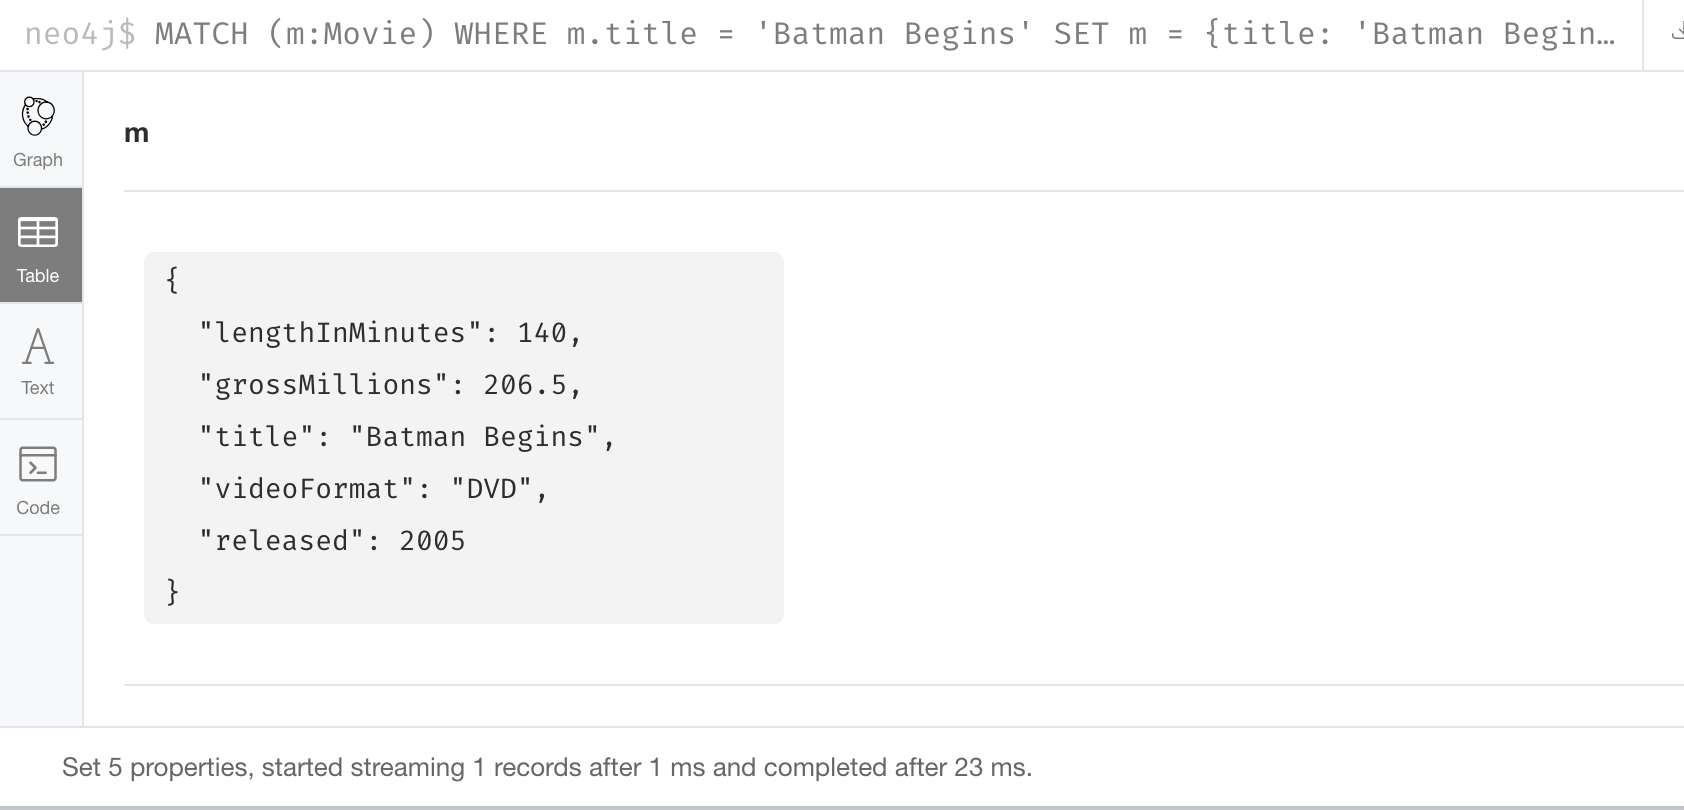 neo4j$ MATCH (m:Movie) WHERE m.title = 'Batman Begins' SET m = {title: 'Batman Begin…
Graph
Table
Text
Code
m
{
"lengthInMinutes": 140,
"grossMillions": 206.5,
"title": "Batman Begins",
"videoFormat": "DVD",
"released": 2005
}
Set 5 properties, started streaming 1 records after 1 ms and completed after 23 ms.